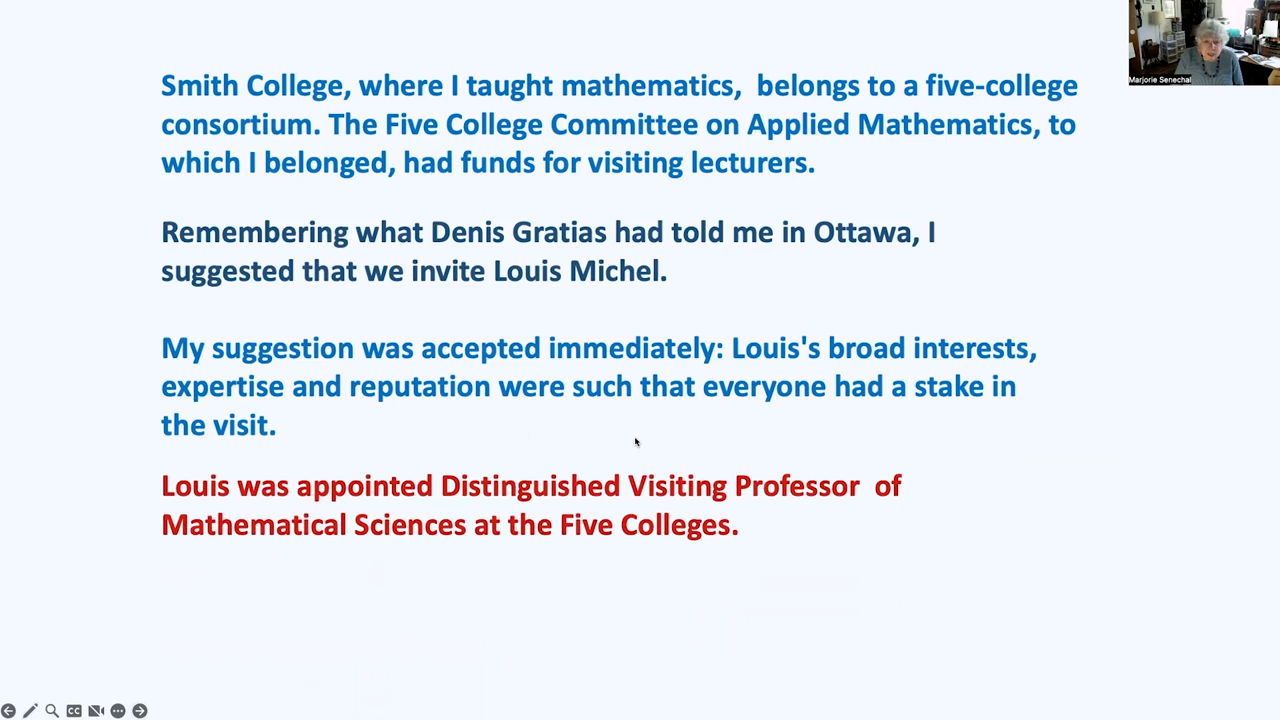 Smith College, where I taught mathematics,  belongs to a five-college
consortium. The Five College Committee on Applied Mathematics, to
which I belonged, had funds for visiting lecturers.
Remembering what Denis Gratias had told me in Ottawa, I
suggested that we invite Louis Michel.
My suggestion was accepted immediately: Louis's broad interests,
expertise and reputation were such that everyone had a stake in
the visit.
Louis was appointed Distinguished Visiting Professor  of
Mathematical Sciences at the Five Colleges.
Marjorie Senechal
CC